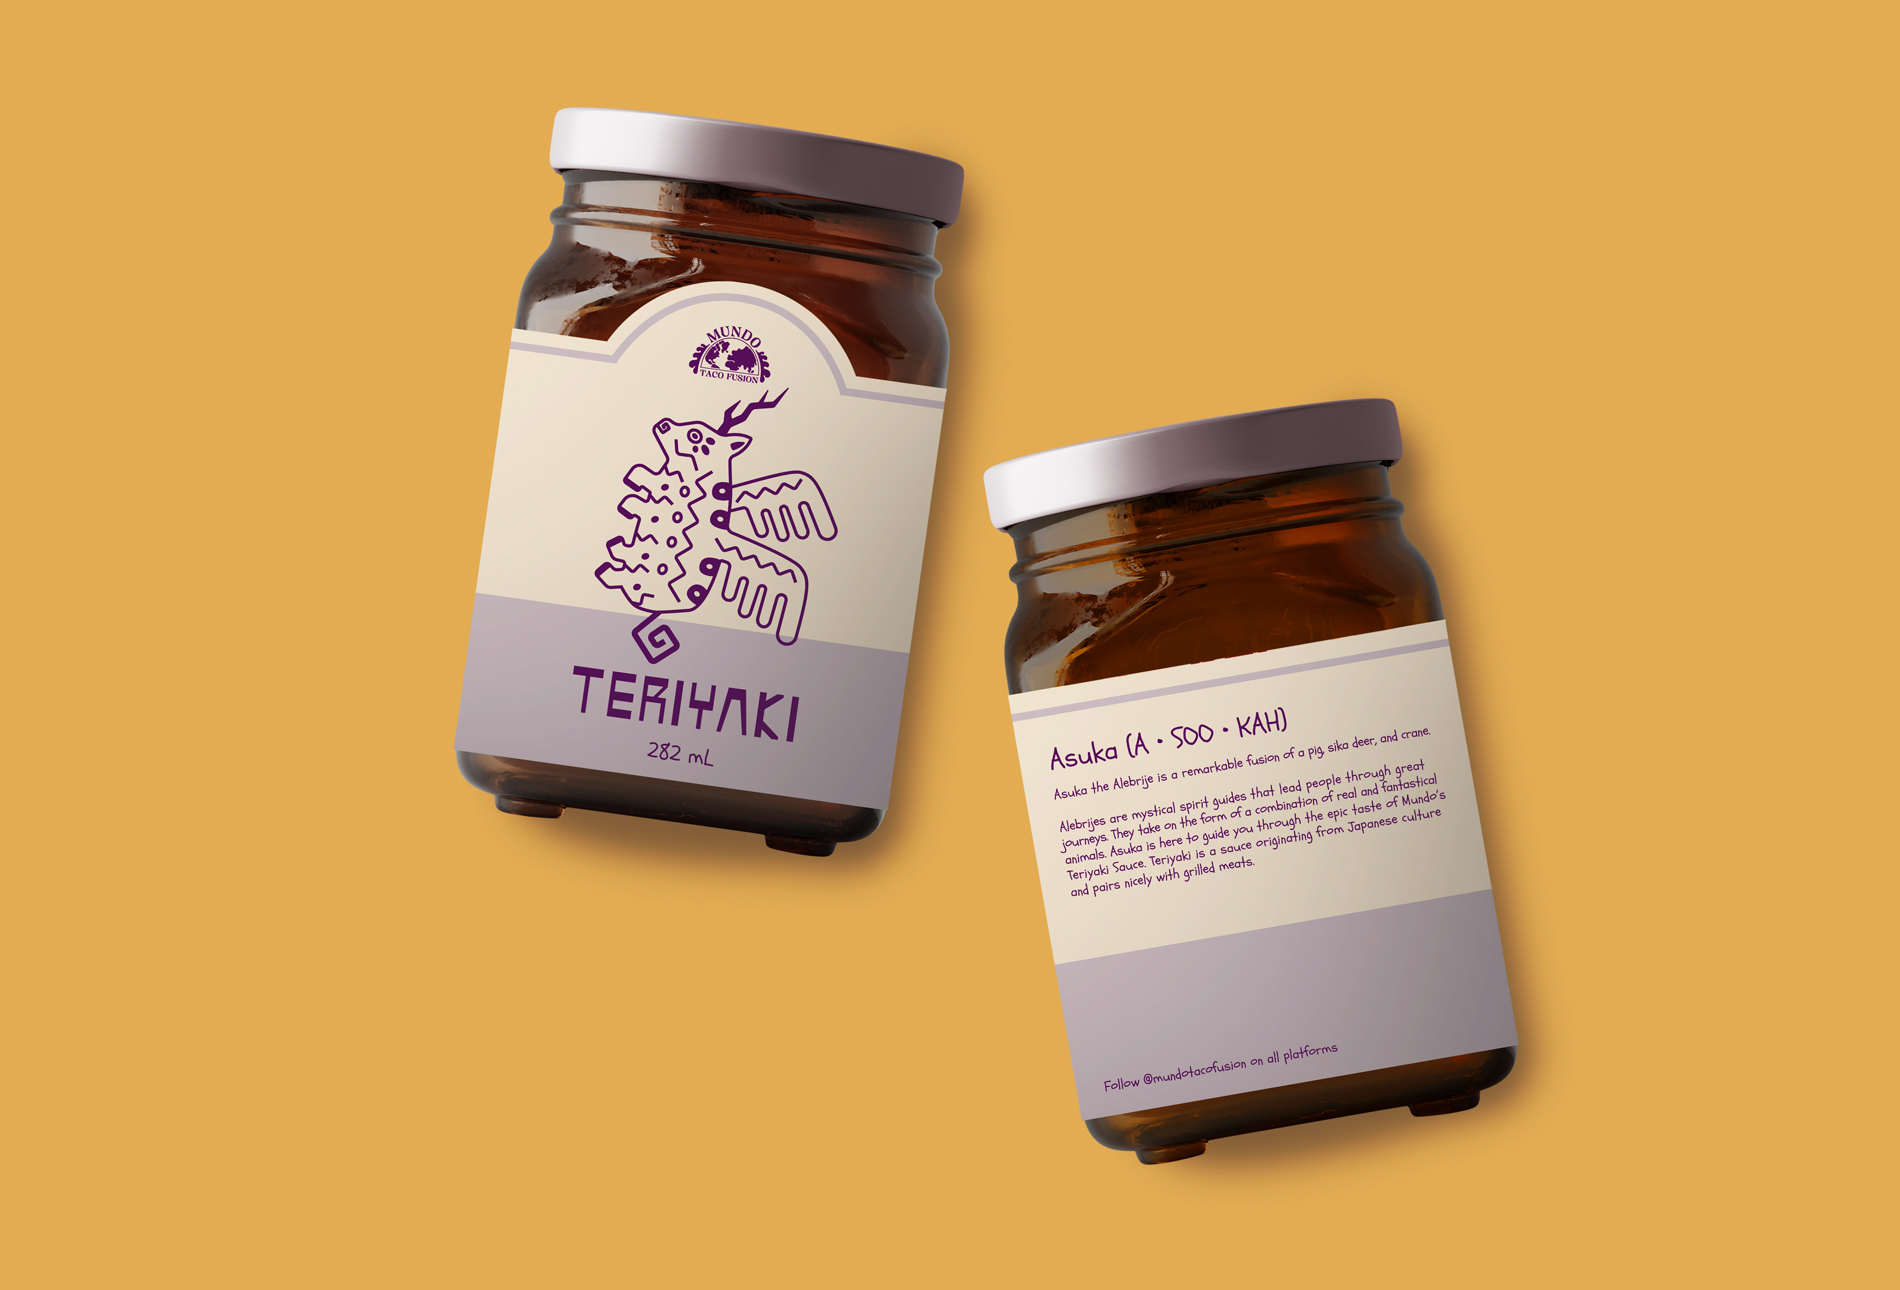 MUNDO
TACO FUSION
TERIYAKI
282 mL
Asuka (A • SOO • KAH)
Asuka the Alebrije is a remarkable fusion of a pig, sika deer, and crane.
Alebrijes are mystical spirit guides that lead people through great
journeys. They take on the form of a combination of real and fantastical
animals. Asuka is here to guide you through the epic taste of Mundo's
Teriyaki Sauce. Teriyaki is a sauce originating from Japanese culture
and pairs nicely with grilled meats.
Follow @mundotacofusion on all platforms